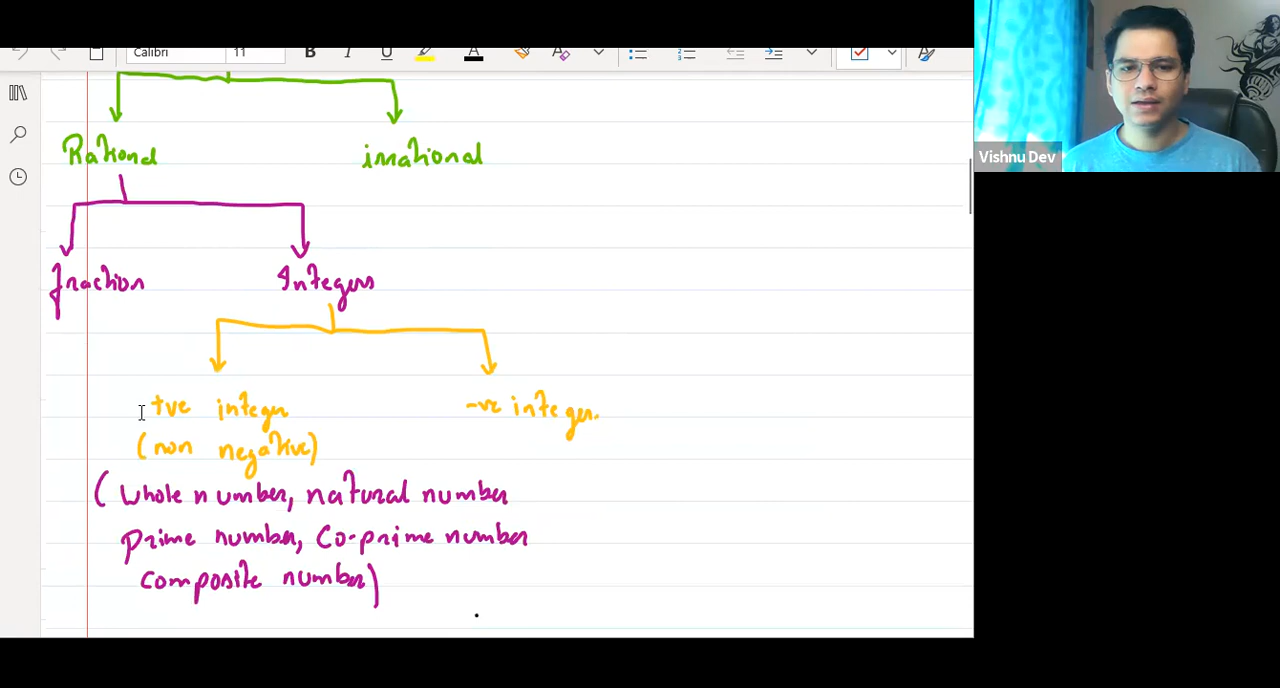 Calibri 11 B I U A
Vishnu Dev
Rational irrational
fraction Integers
+ve integer -ve integer.
(non negative)
(Whole number, natural number
prime number, Co-prime number
composite number)